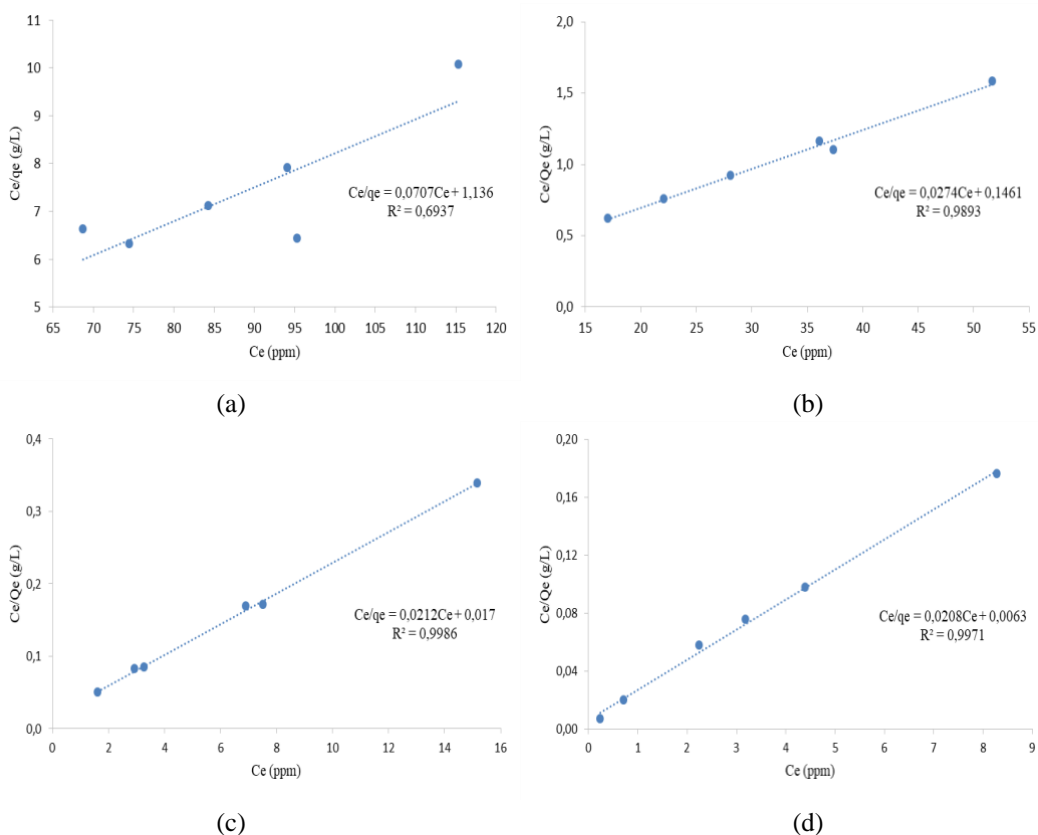 11
10
9
8
7
6
5
Ce/qe (g/L)
Ce/qe = 0,0707Ce + 1,136
R² = 0,6937
65 70 75 80 85 90 95 100 105 110 115 120
Ce (ppm)
(a)
2,0
1,5
1,0
0,5
0,0
Ce/Qe (g/L)
Ce/qe = 0,0274Ce + 0,1461
R² = 0,9893
15 25 35 45 55
Ce (ppm)
(b)
0,4
0,3
0,2
0,1
0,0
Ce/Qe (g/L)
Ce/qe = 0,0212Ce + 0,017
R² = 0,9986
0 2 4 6 8 10 12 14 16
Ce (ppm)
(c)
0,20
0,16
0,12
0,08
0,04
0,00
Ce/Qe (g/L)
Ce/qe = 0,0208Ce + 0,0063
R² = 0,9971
0 1 2 3 4 5 6 7 8 9
Ce (ppm)
(d)